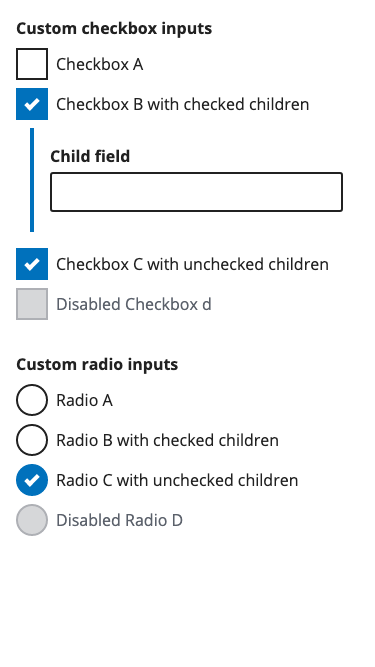 Custom checkbox inputs
Checkbox A
Checkbox B with checked children
Child field
Checkbox C with unchecked children
Disabled Checkbox d
Custom radio inputs
Radio A
Radio B with checked children
Radio C with unchecked children
Disabled Radio D